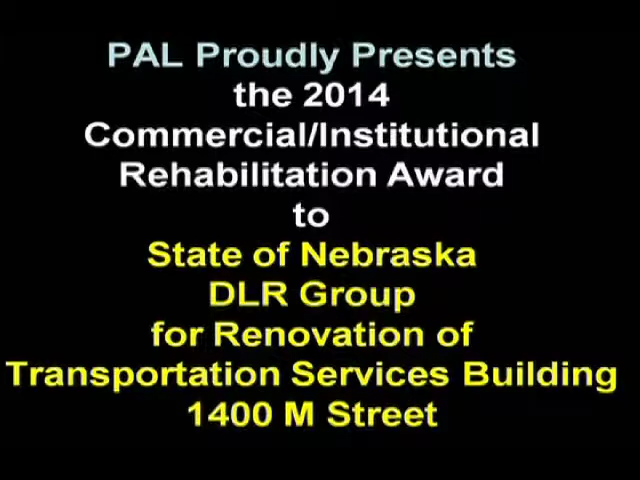 PAL Proudly Presents
the 2014
Commercial/Institutional
Rehabilitation Award
to
State of Nebraska
DLR Group
for Renovation of
Transportation Services Building
1400 M Street